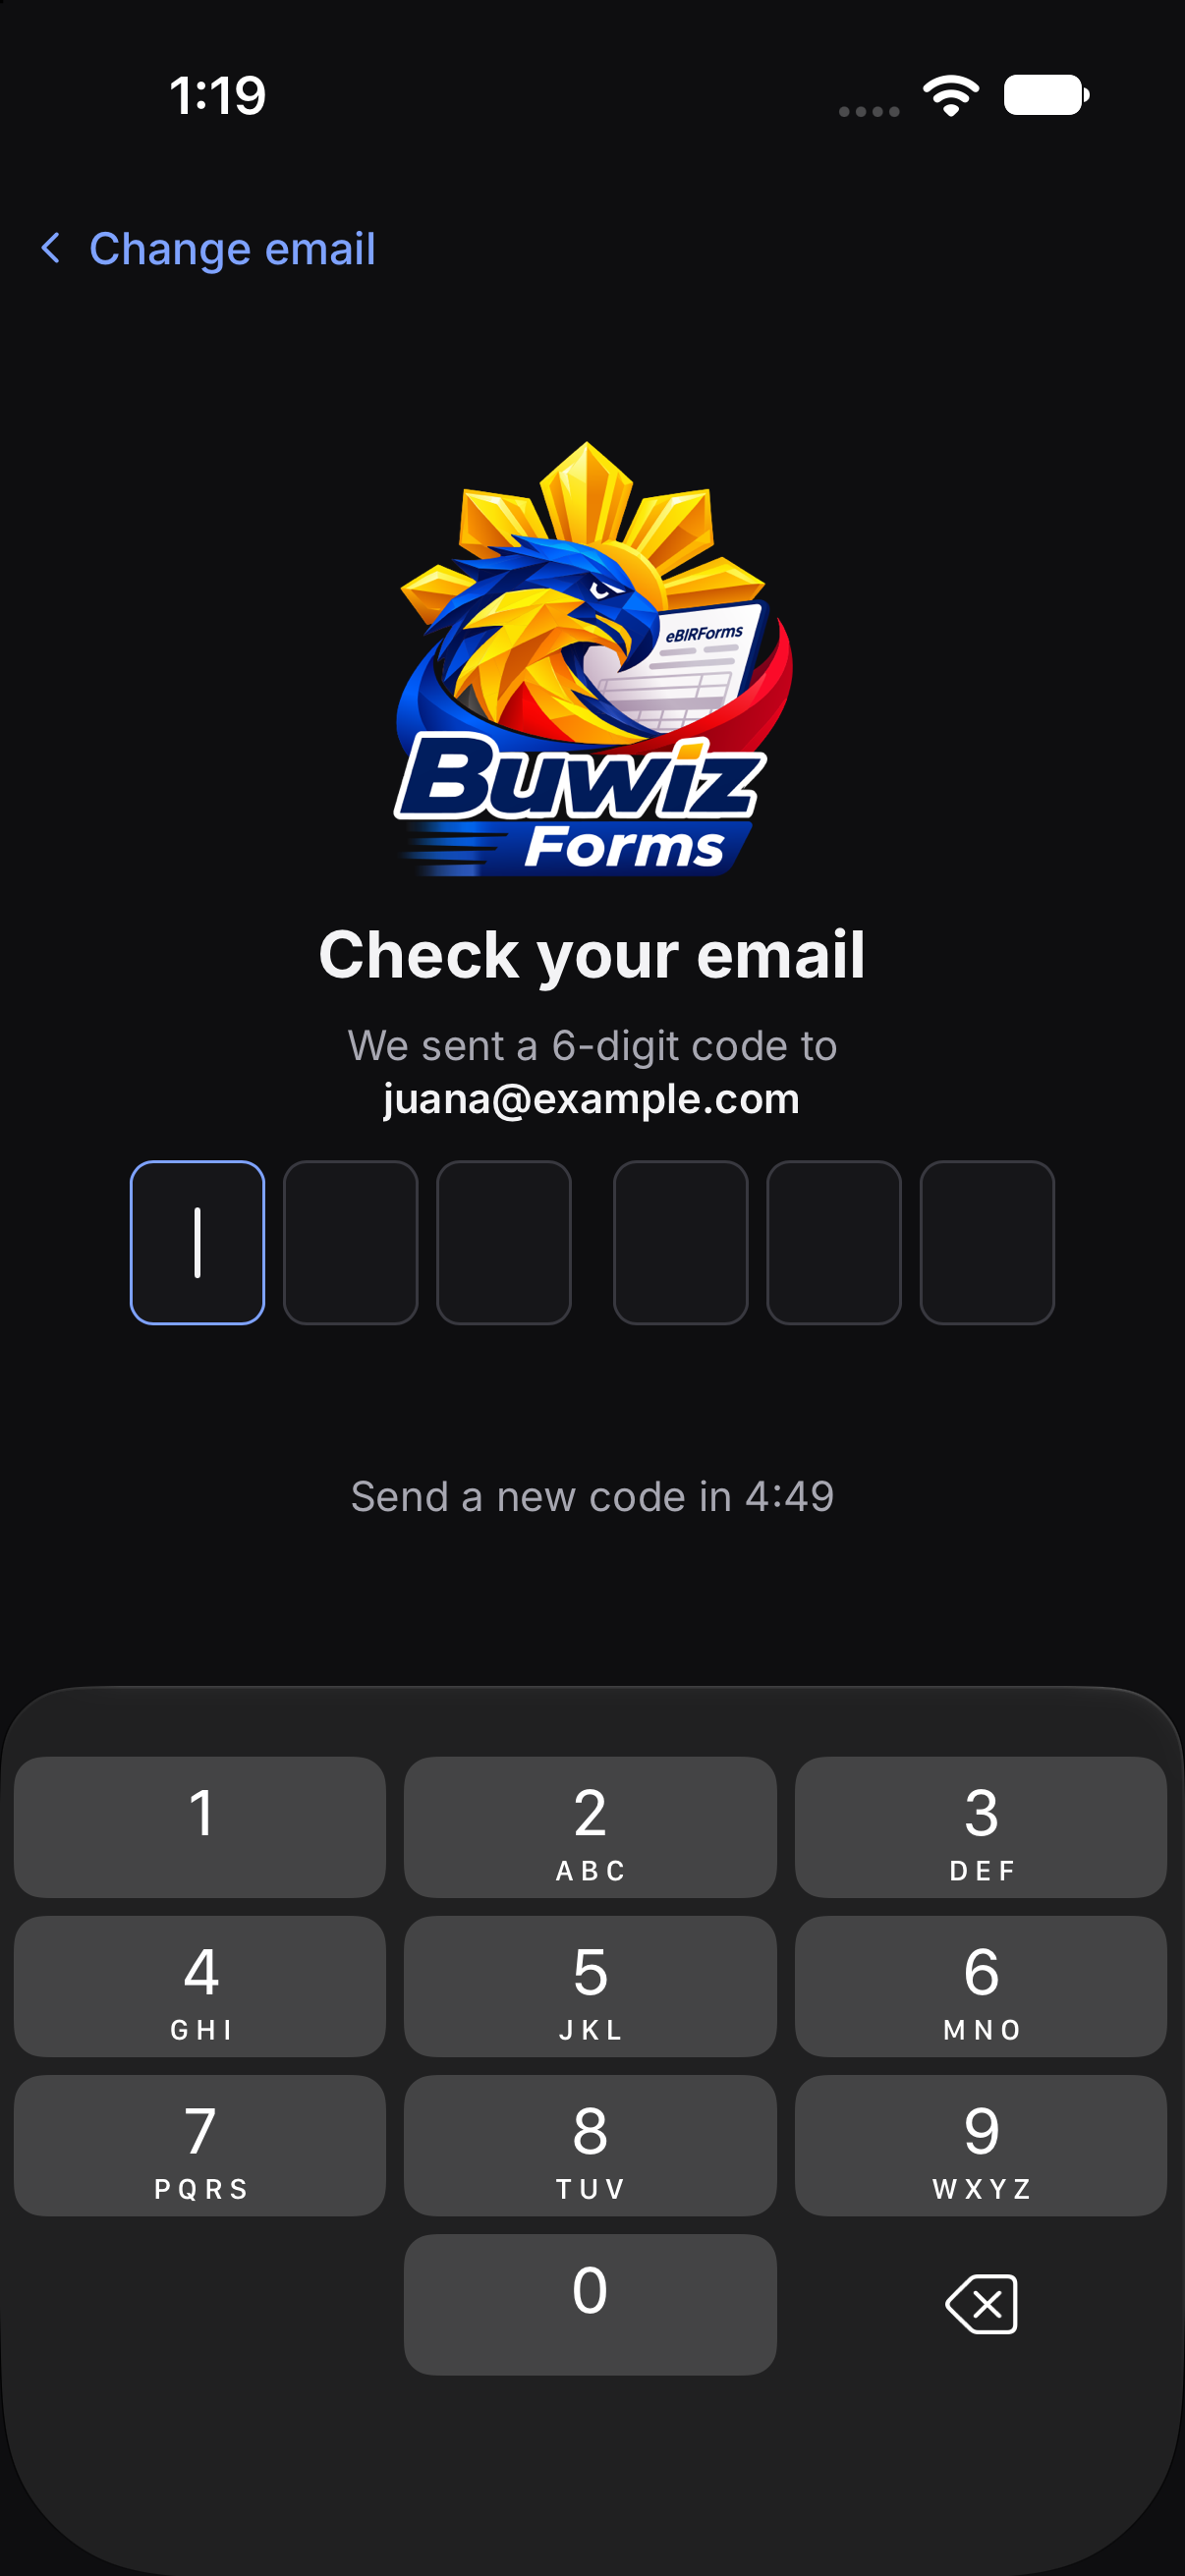 1:19
Change email
eBIRForms
Buwiz
Forms
Check your email
We sent a 6-digit code to
juana@example.com
Send a new code in 4:49
1
2
ABC
3
DEF
4
GHI
5
JKL
6
MNO
7
PQRS
8
TUV
9
WXYZ
0